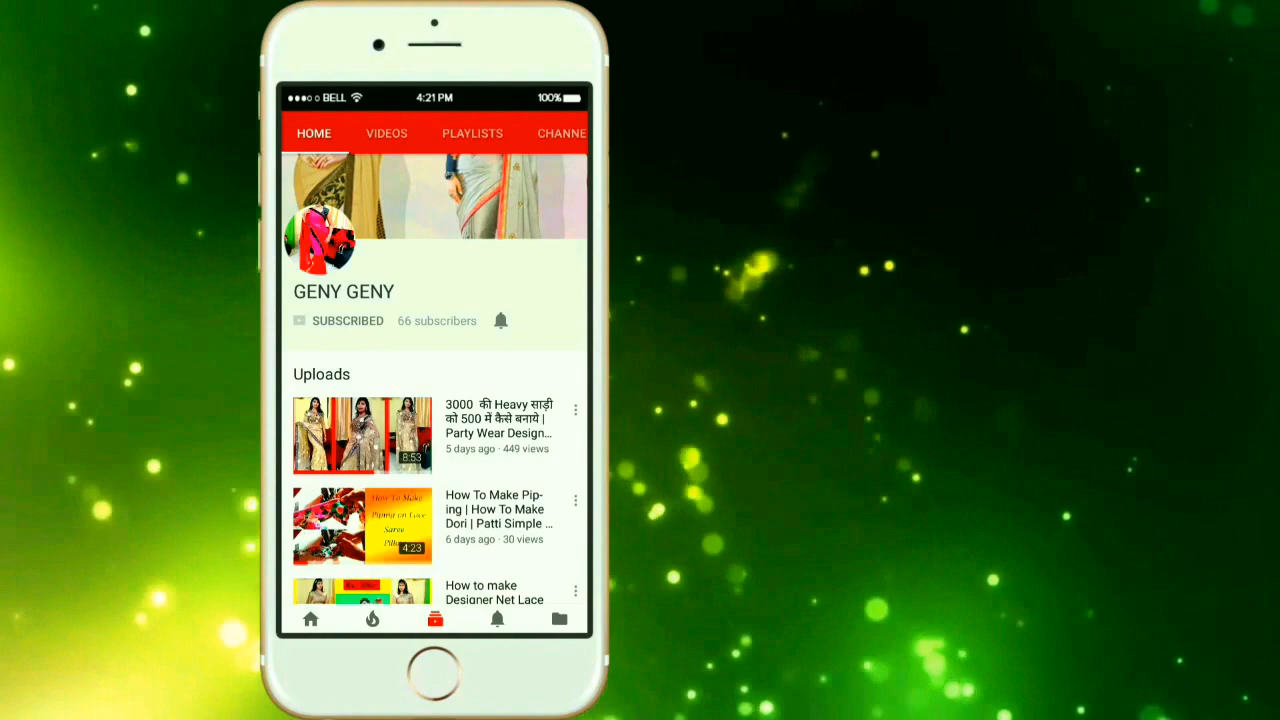 BELL 4:21 PM 100%
HOME VIDEOS PLAYLISTS CHANNE
GENY GENY
SUBSCRIBED 66 subscribers
Uploads
3000 की Heavy साड़ी
को 500 में कैसे बनाये |
Party Wear Design...
5 days ago · 449 views
8:53
How To Make Pip-
ing | How To Make
Dori | Patti Simple ...
6 days ago · 30 views
How To Make
Piping on Lace
Saree
4:23
How to make
Designer Net Lace